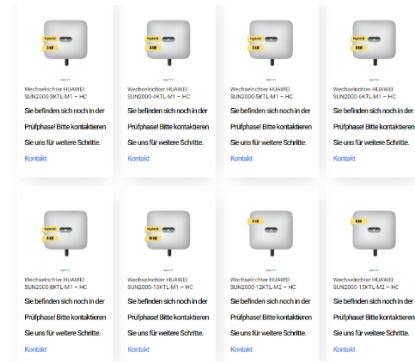 Hybrid
Hybrid
Hybrid
Hybrid
Wechselrichter HUAWEI
SUN2000-3KTL-M1 – HC
Sie befinden sich noch in der
Prüfphase! Bitte kontaktieren
Sie uns für weitere Schritte.
Kontakt
Wechselrichter HUAWEI
SUN2000-4KTL-M1 – HC
Sie befinden sich noch in der
Prüfphase! Bitte kontaktieren
Sie uns für weitere Schritte.
Kontakt
Wechselrichter HUAWEI
SUN2000-5KTL-M1 – HC
Sie befinden sich noch in der
Prüfphase! Bitte kontaktieren
Sie uns für weitere Schritte.
Kontakt
Wechselrichter HUAWEI
SUN2000-6KTL-M1 – HC
Sie befinden sich noch in der
Prüfphase! Bitte kontaktieren
Sie uns für weitere Schritte.
Kontakt
Hybrid
Hybrid
Wechselrichter HUAWEI
SUN2000-8KTL-M1 – HC
Sie befinden sich noch in der
Prüfphase! Bitte kontaktieren
Sie uns für weitere Schritte.
Kontakt
Wechselrichter HUAWEI
SUN2000-10KTL-M1 – HC
Sie befinden sich noch in der
Prüfphase! Bitte kontaktieren
Sie uns für weitere Schritte.
Kontakt
Wechselrichter HUAWEI
SUN2000-12KTL-M2 – HC
Sie befinden sich noch in der
Prüfphase! Bitte kontaktieren
Sie uns für weitere Schritte.
Kontakt
Wechselrichter HUAWEI
SUN2000-15KTL-M2 – HC
Sie befinden sich noch in der
Prüfphase! Bitte kontaktieren
Sie uns für weitere Schritte.
Kontakt